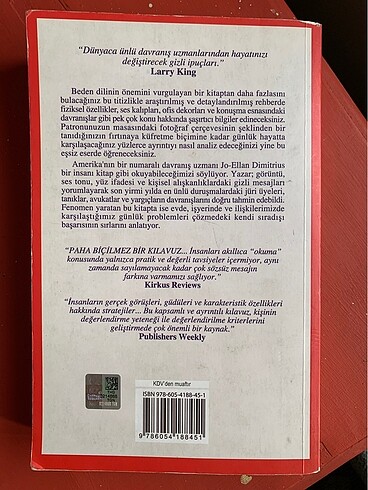 “Dünyaca ünlü davranış uzmanlarından hayatınızı
değiştirecek gizli ipuçları.”
Larry King
Beden dilinin önemini vurgulayan bir kitaptan daha fazlasını
bulacağınız bu titizlikle araştırılmış ve detaylandırılmış rehberde
fiziksel özellikler, ses kalıpları, ofis dekorları ve konuşma esnasındaki
davranışlar gibi pek çok konu hakkında şaşırtıcı bilgiler edineceksiniz.
Patronunuzun masasındaki fotoğraf çerçevesinin şeklinden bir
tanıdığınızın fırtınaya küfretme biçimine kadar günlük hayatta
karşılaşacağınız yüzlerce ayrıntıyı nasıl analiz edeceğinizi yine bu
eşsiz eserde öğreneceksiniz.
Amerika'nın bir numaralı davranış uzmanı Jo-Ellan Dimitrius
bir insanı kitap gibi okuyabileceğimizi söylüyor. Yazar; görüntü,
ses tonu, yüz ifadesi ve kişisel alışkanlıklardaki gizli mesajları
yorumlayarak son yirmi yılda en ünlü duruşmalardaki jüri üyeleri,
tanıklar, avukatlar ve yargıçların davranışlarını doğru tahmin edebildi.
Fenomen yaratan bu kitapta ise evde, işyerinde ve ilişkilerimizde
karşılaştığımız günlük problemleri çözmedeki kendi sıradışı
başarısının sırlarını anlatıyor.
“PAHA BİÇİLMEZ BİR KILAVUZ... İnsanları akıllıca “okuma”
konusunda yalnızca pratik ve değerli tavsiyeler içermiyor, aynı
zamanda sayılamayacak kadar çok sözsüz mesajın
farkına varmamızı sağlıyor.”
Kirkus Reviews
“İnsanların gerçek görüşleri, güdüleri ve karakteristik özellikleri
hakkında stratejiler... Bu kapsamlı ve ayrıntılı kılavuz, kişinin
değerlendirme yeteneği ile değerlendirilme kriterlerini
geliştirmede çok önemli bir kaynak.”
Publishers Weekly
KDV'den muaftır
ISBN 978-605-4188-45-1
9786054188451